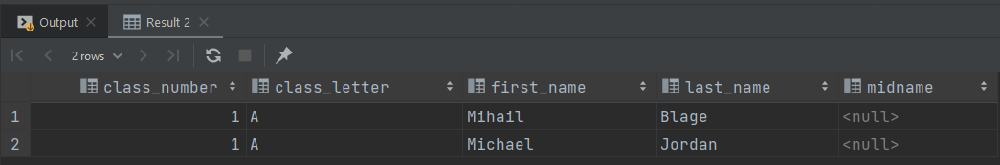 Output Result 2
2 rows
class_number class_letter first_name last_name midname
1 1 A Mihail Blage <null>
2 1 A Michael Jordan <null>